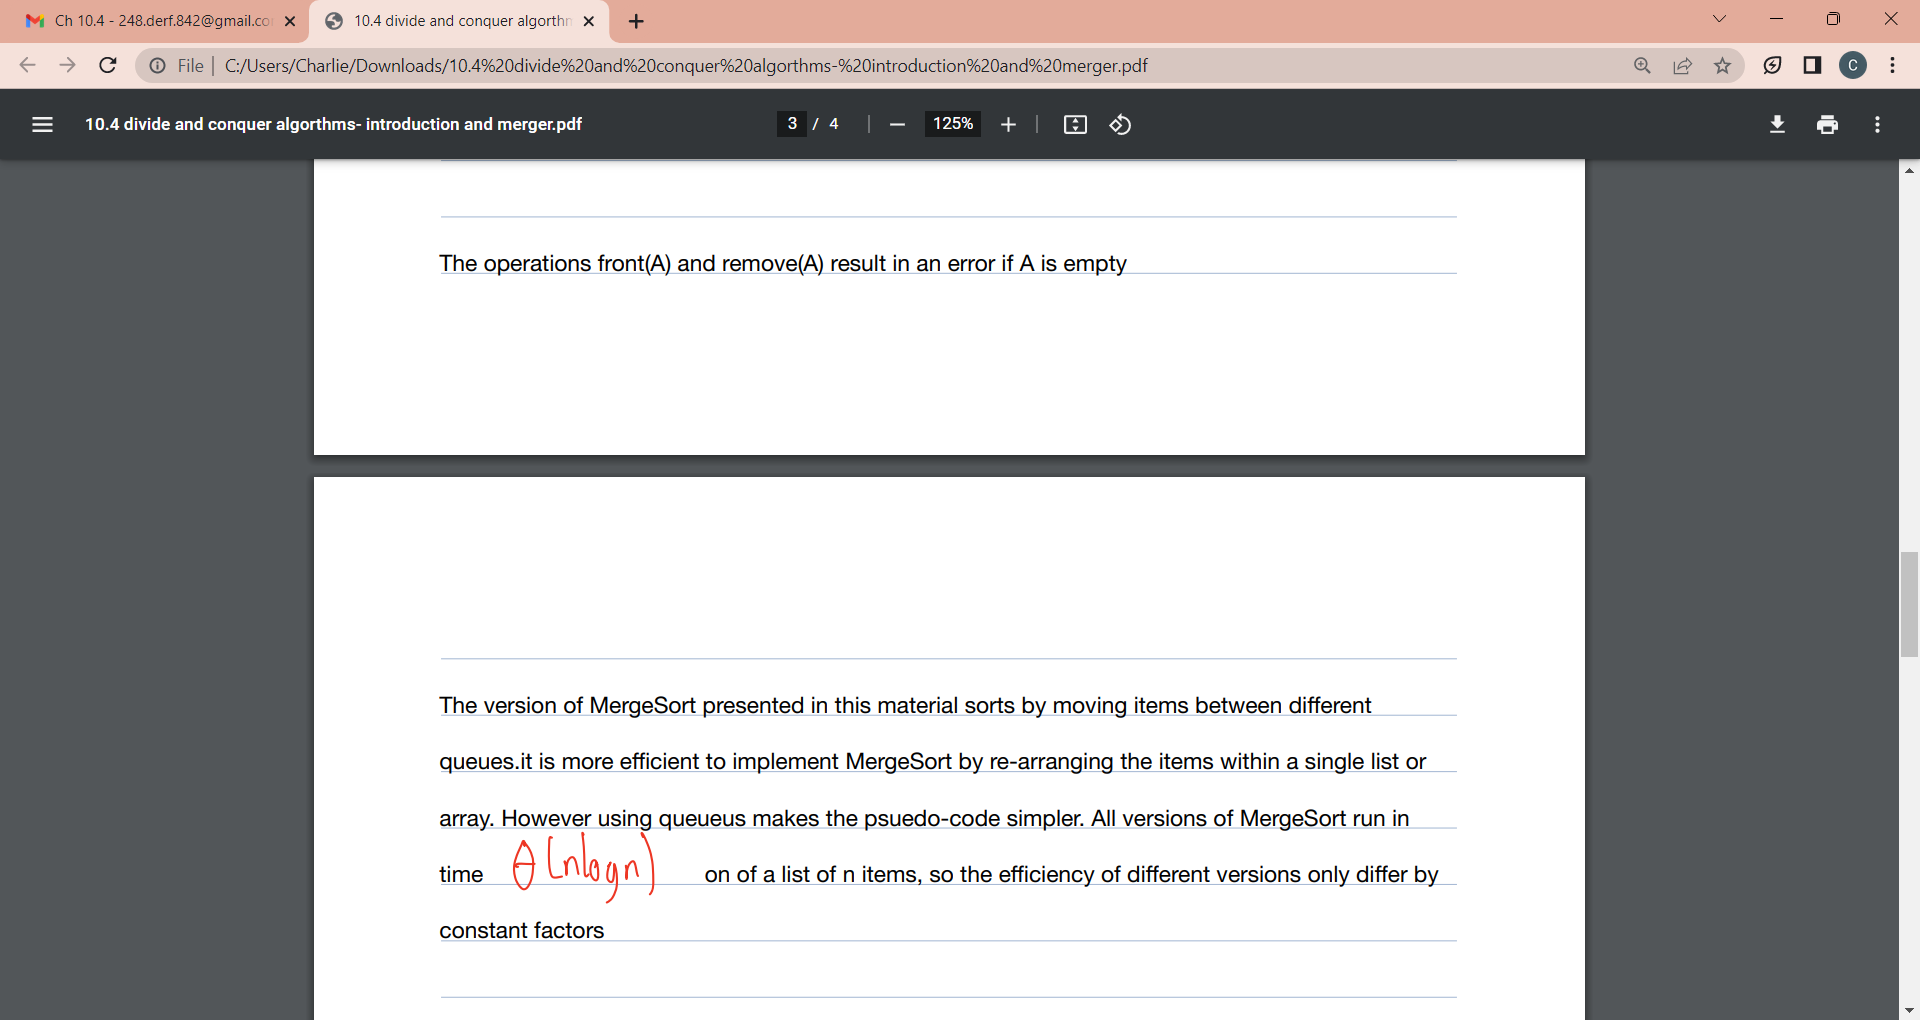 Ch 10.4 - 248.derf.842@gmail.co
10.4 divide and conquer algorthm
File | C:/Users/Charlie/Downloads/10.4%20divide%20and%20conquer%20algorthms-%20introduction%20and%20merger.pdf
C
10.4 divide and conquer algorthms- introduction and merger.pdf
3 / 4
125%
The operations front(A) and remove(A) result in an error if A is empty
The version of MergeSort presented in this material sorts by moving items between different
queues.it is more efficient to implement MergeSort by re-arranging the items within a single list or
array. However using queueus makes the psuedo-code simpler. All versions of MergeSort run in
time θ(nlogn) on of a list of n items, so the efficiency of different versions only differ by
constant factors